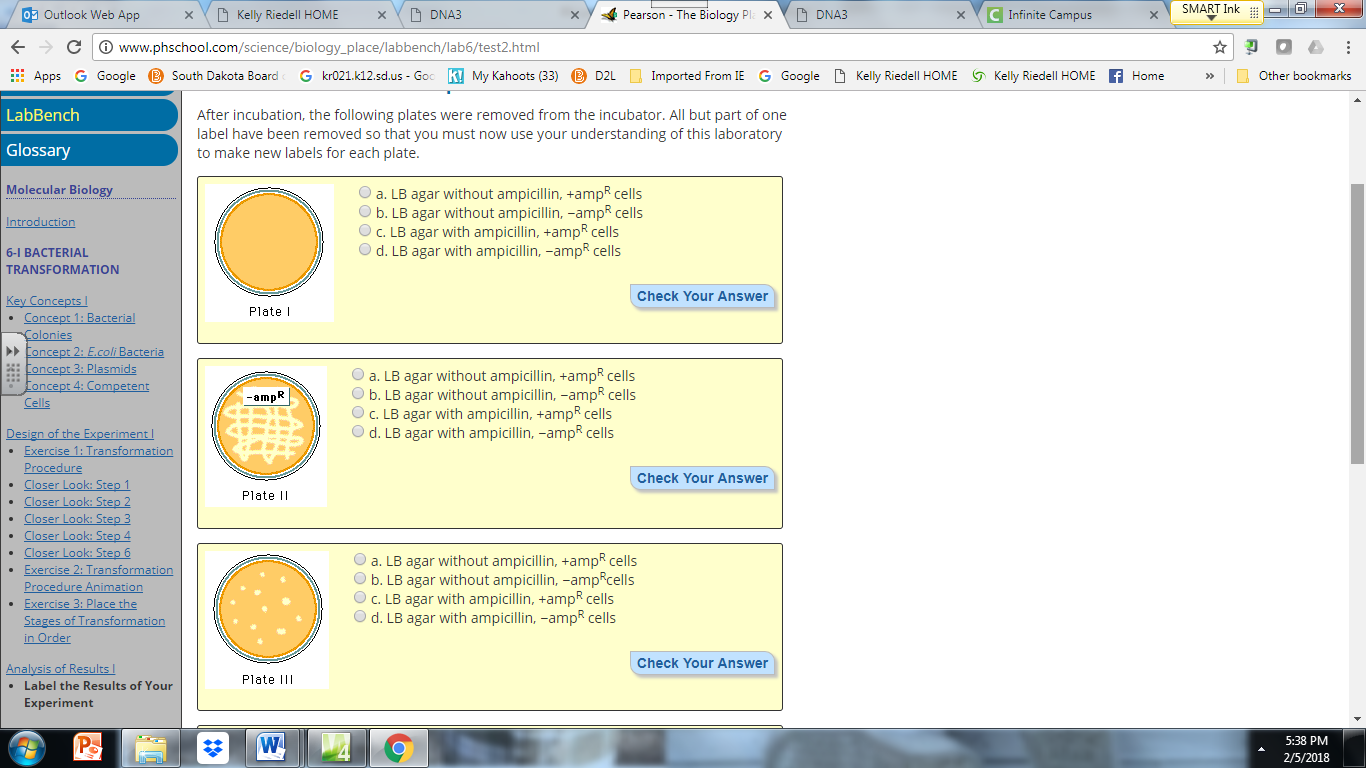 Outlook Web App
Kelly Riedell HOME
DNA3
Pearson - The Biology Pl
DNA3
Infinite Campus
SMART Ink
www.phschool.com/science/biology_place/labbench/lab6/test2.html
Apps
Google
South Dakota Board
kr021.k12.sd.us - Goo
My Kahoots (33)
D2L
Imported From IE
Google
Kelly Riedell HOME
Kelly Riedell HOME
Home
»
Other bookmarks
LabBench
Glossary
Molecular Biology
Introduction
6-I BACTERIAL
TRANSFORMATION
Key Concepts I
• Concept 1: Bacterial
Colonies
Concept 2: E.coli Bacteria
Concept 3: Plasmids
Concept 4: Competent
Cells
Design of the Experiment I
• Exercise 1: Transformation
Procedure
• Closer Look: Step 1
• Closer Look: Step 2
• Closer Look: Step 3
• Closer Look: Step 4
• Closer Look: Step 6
• Exercise 2: Transformation
Procedure Animation
• Exercise 3: Place the
Stages of Transformation
in Order
Analysis of Results I
• Label the Results of Your
Experiment
After incubation, the following plates were removed from the incubator. All but part of one
label have been removed so that you must now use your understanding of this laboratory
to make new labels for each plate.
Plate I
a. LB agar without ampicillin, +ampR cells
b. LB agar without ampicillin, −ampR cells
c. LB agar with ampicillin, +ampR cells
d. LB agar with ampicillin, −ampR cells
Check Your Answer
−ampR
Plate II
a. LB agar without ampicillin, +ampR cells
b. LB agar without ampicillin, −ampR cells
c. LB agar with ampicillin, +ampR cells
d. LB agar with ampicillin, −ampR cells
Check Your Answer
Plate III
a. LB agar without ampicillin, +ampR cells
b. LB agar without ampicillin, −ampRcells
c. LB agar with ampicillin, +ampR cells
d. LB agar with ampicillin, −ampR cells
Check Your Answer
5:38 PM
2/5/2018